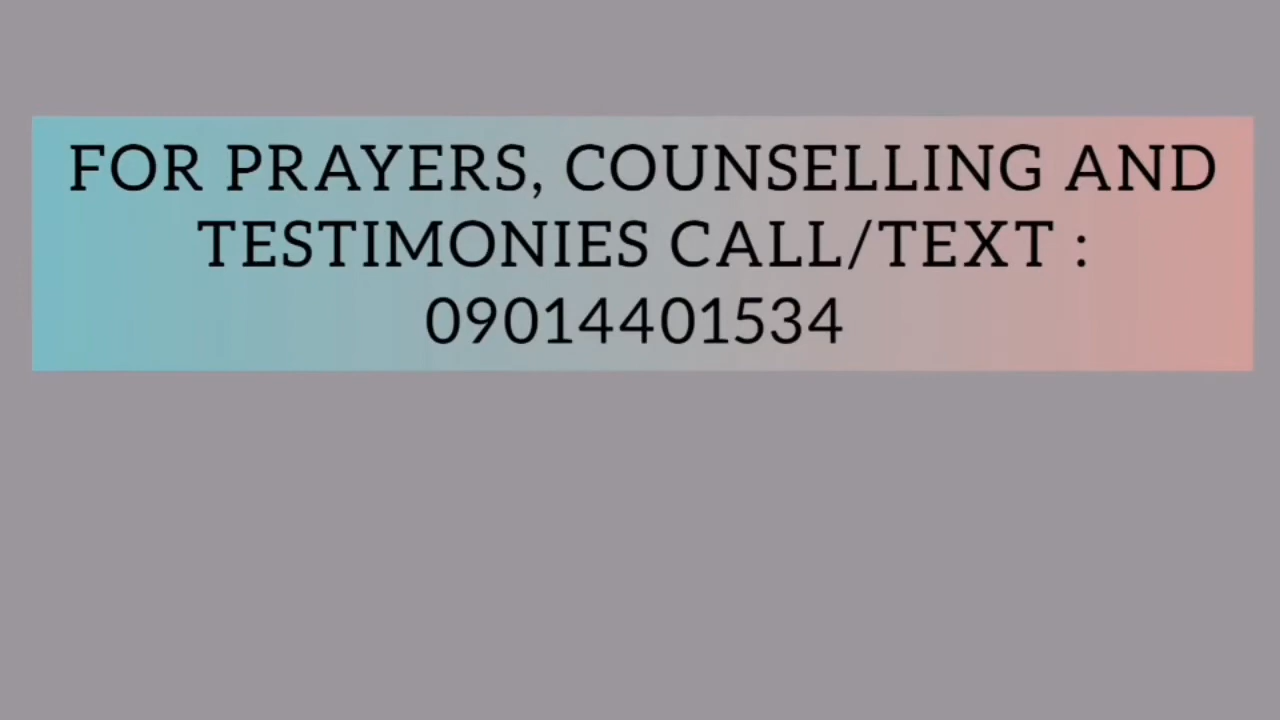 FOR PRAYERS, COUNSELLING AND
TESTIMONIES CALL/TEXT :
09014401534